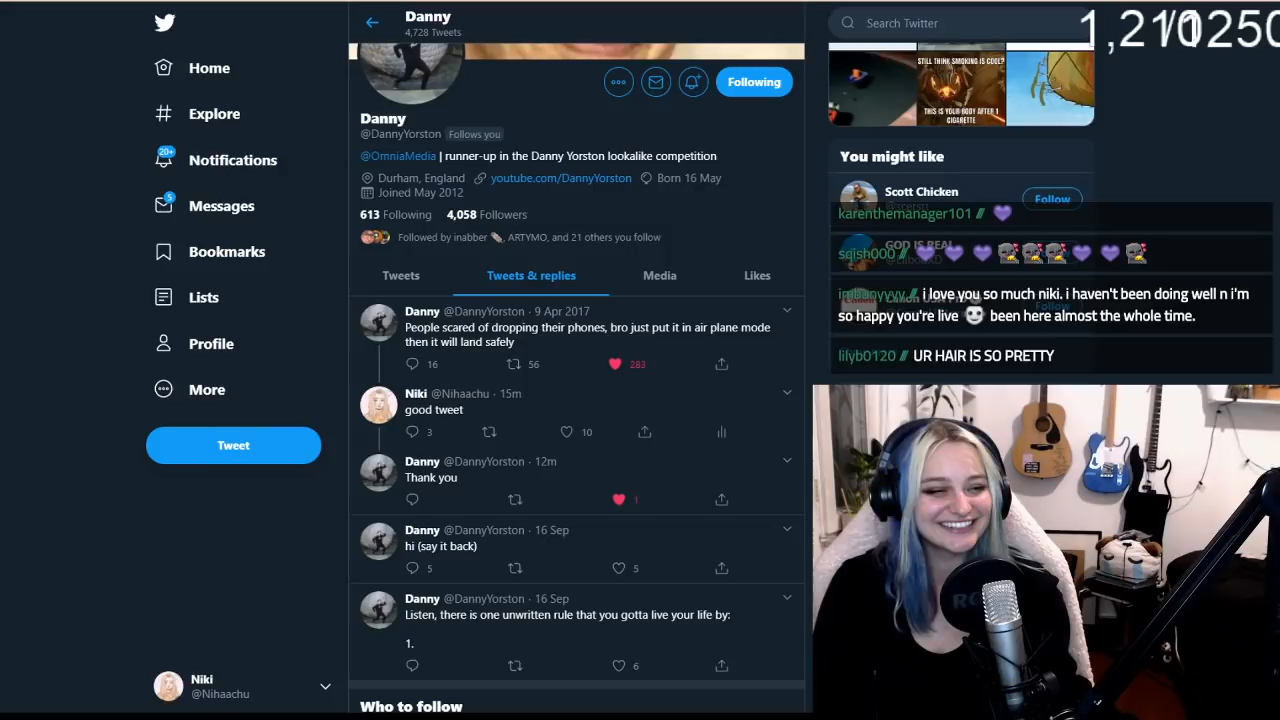 Danny
4,728 Tweets
Home
Explore
20+
Notifications
5
Messages
Bookmarks
Lists
Profile
More
Tweet
Niki
@Nihaachu
Following
Danny
@DannyYorston Follows you
@OmniaMedia | runner-up in the Danny Yorston lookalike competition
Durham, England youtube.com/DannyYorston Born 16 May
Joined May 2012
613 Following 4,058 Followers
Followed by inabber, ARTYMO, and 21 others you follow
Tweets Tweets & replies Media Likes
Danny @DannyYorston · 9 Apr 2017
People scared of dropping their phones, bro just put it in air plane mode
then it will land safely
16 56 283
Niki @Nihaachu · 15m
good tweet
3 10
Danny @DannyYorston · 12m
Thank you
1
Danny @DannyYorston · 16 Sep
hi (say it back)
5 5
Danny @DannyYorston · 16 Sep
Listen, there is one unwritten rule that you gotta live your life by:
1.
6
Who to follow
Search Twitter
STILL THINK SMOKING IS COOL?
THIS IS YOUR BODY AFTER 1
CIGARETTE
You might like
Scott Chicken
Follow
karenthemanager101 //
GOD IS REAL
sqish000 //
// i love you so much niki. i haven't been doing well n i'm
so happy you're live been here almost the whole time.
lilyb0120 // UR HAIR IS SO PRETTY